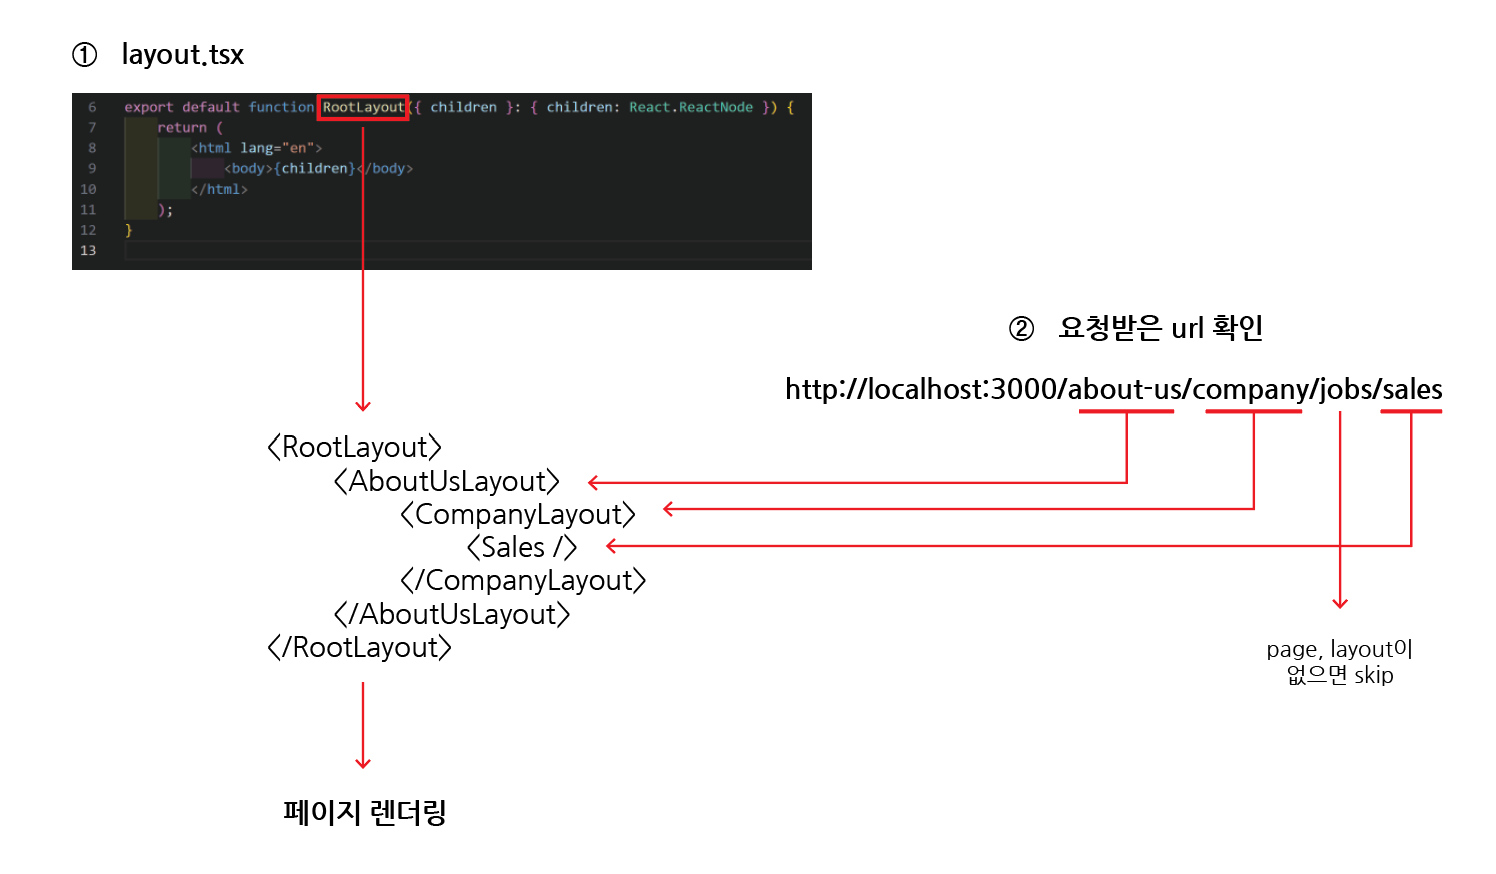 ① layout.tsx
6 export default function RootLayout({ children }: { children: React.ReactNode }) {
7 return (
8 <html lang="en">
9 <body>{children}</body>
10 </html>
11 );
12 }
13
② 요청받은 url 확인
http://localhost:3000/about-us/company/jobs/sales
<RootLayout>
<AboutUsLayout>
<CompanyLayout>
<Sales />
</CompanyLayout>
</AboutUsLayout>
</RootLayout>
page, layout이
없으면 skip
페이지 렌더링